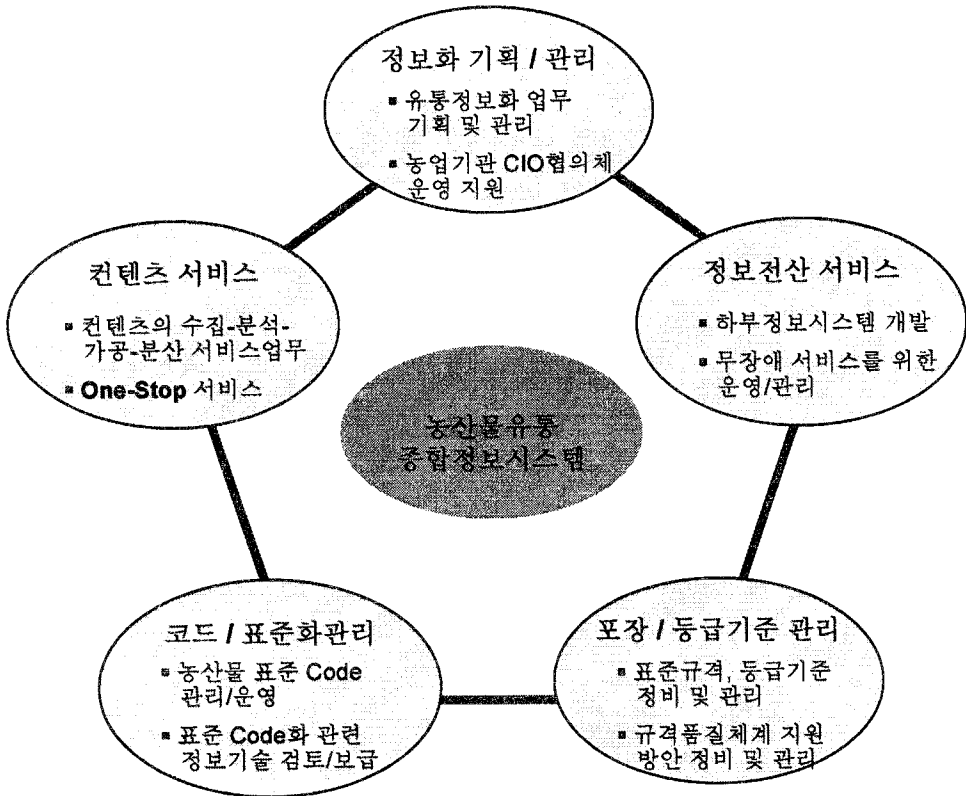 정보화 기획 / 관리
▪ 유통정보화 업무
기획 및 관리
▪ 농업기관 CIO협의체
운영 지원
컨텐츠 서비스
▪ 컨텐츠의 수집-분석-
가공-분산 서비스업무
▪ One-Stop 서비스
정보전산 서비스
▪ 하부정보시스템 개발
▪ 무장애 서비스를 위한
운영/관리
농산물유통
종합정보시스템
코드 / 표준화관리
▪ 농산물 표준 Code
관리/운영
▪ 표준 Code화 관련
정보기술 검토/보급
포장 / 등급기준 관리
▪ 표준규격, 등급기준
정비 및 관리
▪ 규격품질체계 지원
방안 정비 및 관리